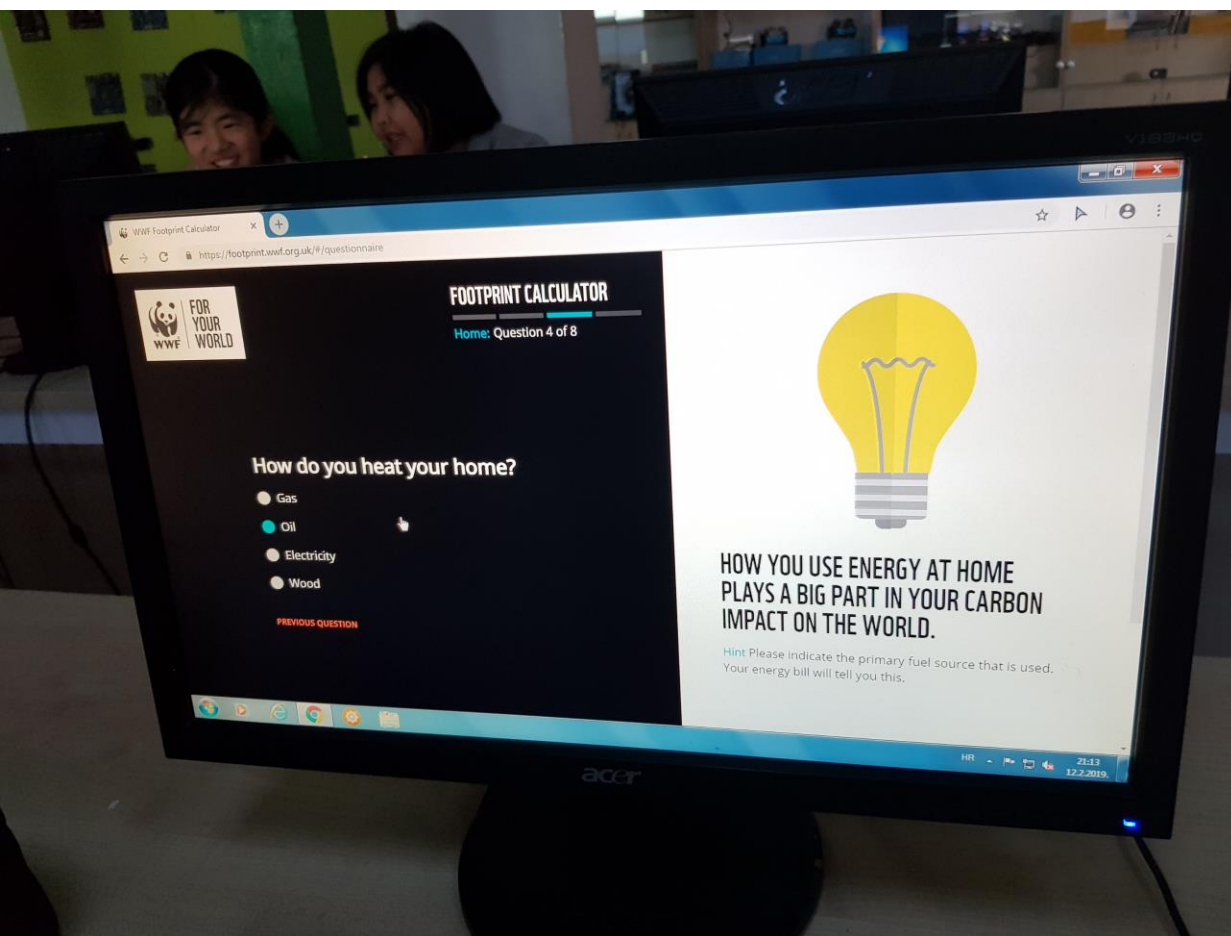 V193HQ
WWF Footprint Calculator
https://footprint.wwf.org.uk/#/questionnaire
WWF
FOR
YOUR
WORLD
FOOTPRINT CALCULATOR
Home: Question 4 of 8
How do you heat your home?
Gas
Oil
Electricity
Wood
PREVIOUS QUESTION
HOW YOU USE ENERGY AT HOME
PLAYS A BIG PART IN YOUR CARBON
IMPACT ON THE WORLD.
Hint Please indicate the primary fuel source that is used.
Your energy bill will tell you this.
HR
21:13
12.2.2019.
acer